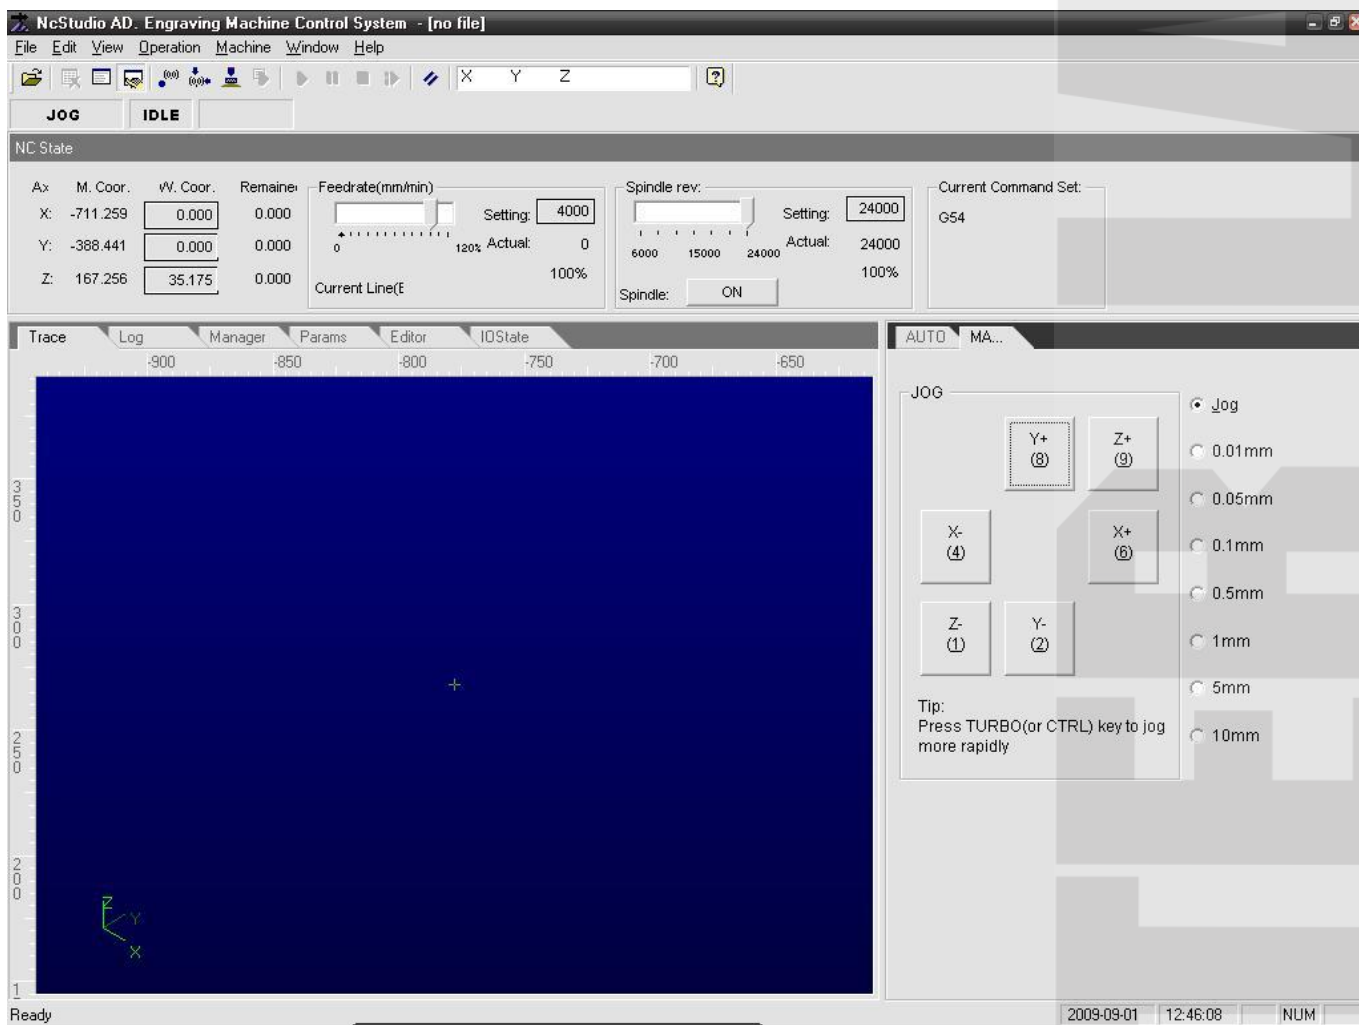 NcStudio AD. Engraving Machine Control System - [no file]
File Edit View Operation Machine Window Help
X Y Z
JOG IDLE
NC State
Ax M. Coor. W. Coor. Remainer Feedrate(mm/min) Spindle rev: Current Command Set:
X: -711.259 0.000 0.000 Setting: 4000 Setting: 24000 G54
Y: -388.441 0.000 0.000 0 120% Actual: 0 6000 15000 24000 Actual: 24000
Z: 167.256 35.175 0.000 Current Line(E 100% Spindle: ON 100%
Trace Log Manager Params Editor IOState AUTO MA...
-900 -850 -800 -750 -700 -650
JOG
Jog
Y+ Z+
(8) (9)
0.01mm
0.05mm
X- X+
(4) (6)
0.1mm
0.5mm
Z- Y-
(1) (2)
1mm
5mm
Tip:
Press TURBO(or CTRL) key to jog
more rapidly
10mm
350
300
250
200
1
Z
Y
X
Ready 2009-09-01 12:46:08 NUM